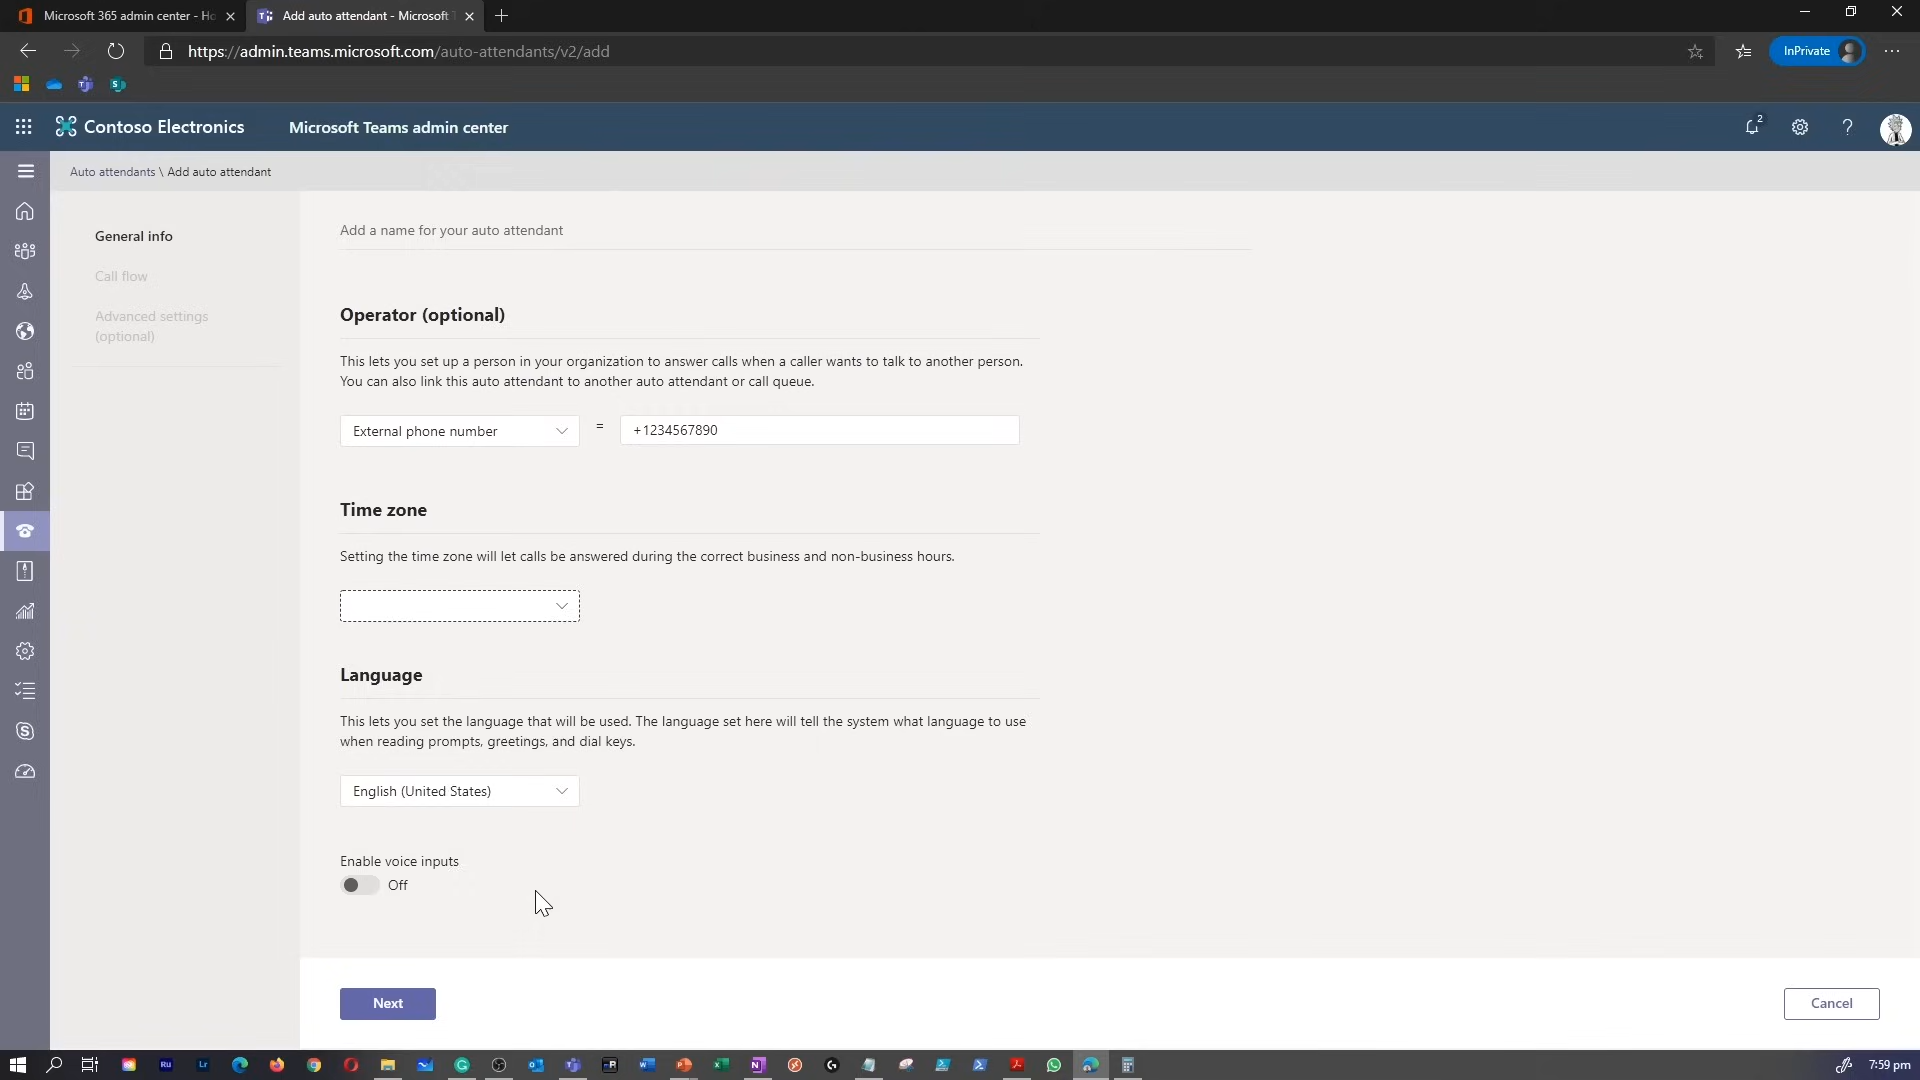 Microsoft 365 admin center - Ho
Add auto attendant - Microsoft T
https://admin.teams.microsoft.com/auto-attendants/v2/add
InPrivate
Contoso Electronics
Microsoft Teams admin center
2
?
Auto attendants \ Add auto attendant
General info
Call flow
Advanced settings
(optional)
Add a name for your auto attendant
Operator (optional)
This lets you set up a person in your organization to answer calls when a caller wants to talk to another person.
You can also link this auto attendant to another auto attendant or call queue.
External phone number
=
+1234567890
Time zone
Setting the time zone will let calls be answered during the correct business and non-business hours.
Language
This lets you set the language that will be used. The language set here will tell the system what language to use
when reading prompts, greetings, and dial keys.
English (United States)
Enable voice inputs
Off
Next
Cancel
Ru
Lr
7:59 pm